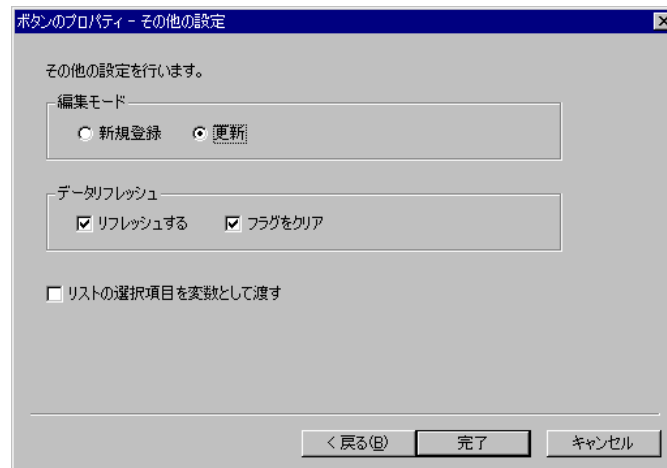 ボタンのプロパティ - その他の設定
その他の設定を行います。
編集モード
新規登録 更新
データリフレッシュ
リフレッシュする フラグをクリア
リストの選択項目を変数として渡す
< 戻る(B) 完了 キャンセル